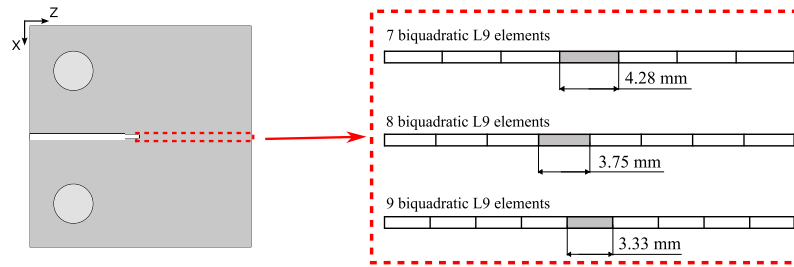 Z
X
7 biquadratic L9 elements
4.28 mm
8 biquadratic L9 elements
3.75 mm
9 biquadratic L9 elements
3.33 mm